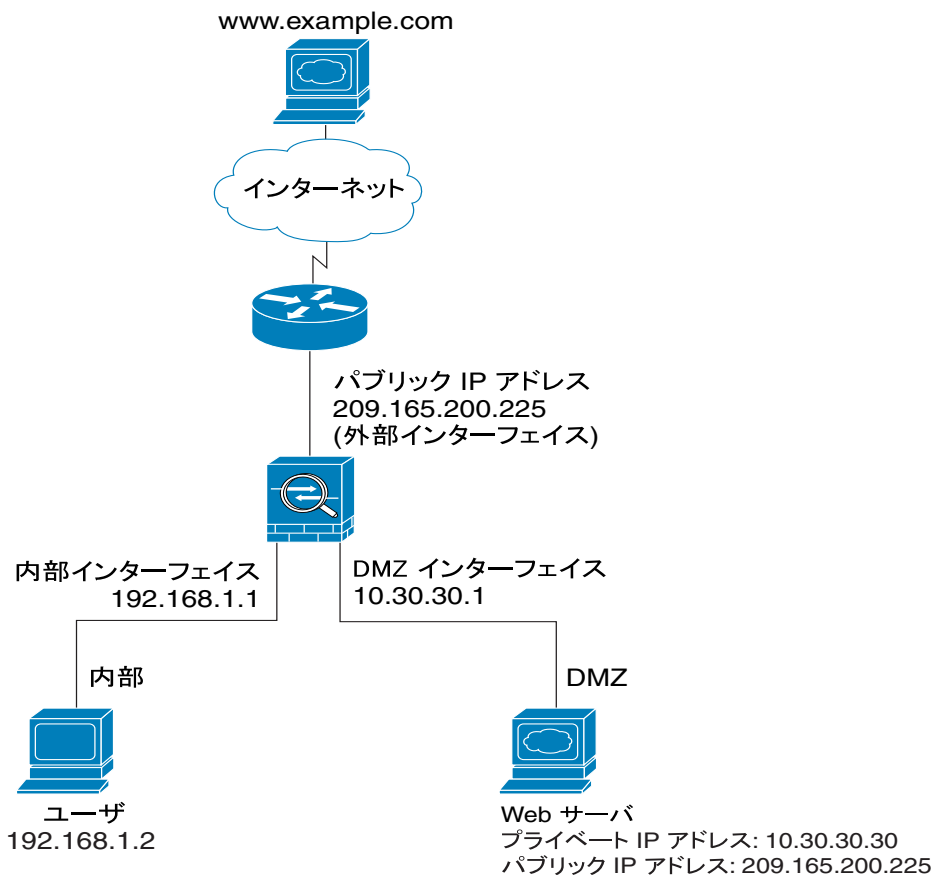 www.example.com
インターネット
パブリック IP アドレス
209.165.200.225
(外部インターフェイス)
内部インターフェイス
192.168.1.1
DMZ インターフェイス
10.30.30.1
内部
DMZ
ユーザ
192.168.1.2
Web サーバ
プライベート IP アドレス: 10.30.30.30
パブリック IP アドレス: 209.165.200.225